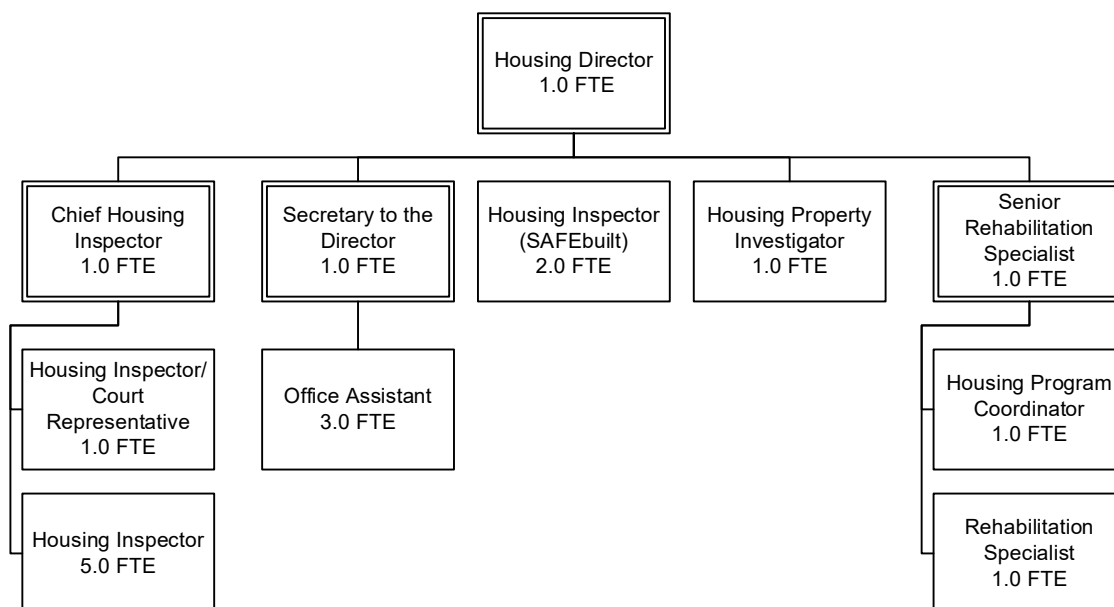 Housing Director
1.0 FTE
Chief Housing
Inspector
1.0 FTE
Secretary to the
Director
1.0 FTE
Housing Inspector
(SAFEbuilt)
2.0 FTE
Housing Property
Investigator
1.0 FTE
Senior
Rehabilitation
Specialist
1.0 FTE
Housing Inspector/
Court
Representative
1.0 FTE
Office Assistant
3.0 FTE
Housing Program
Coordinator
1.0 FTE
Housing Inspector
5.0 FTE
Rehabilitation
Specialist
1.0 FTE